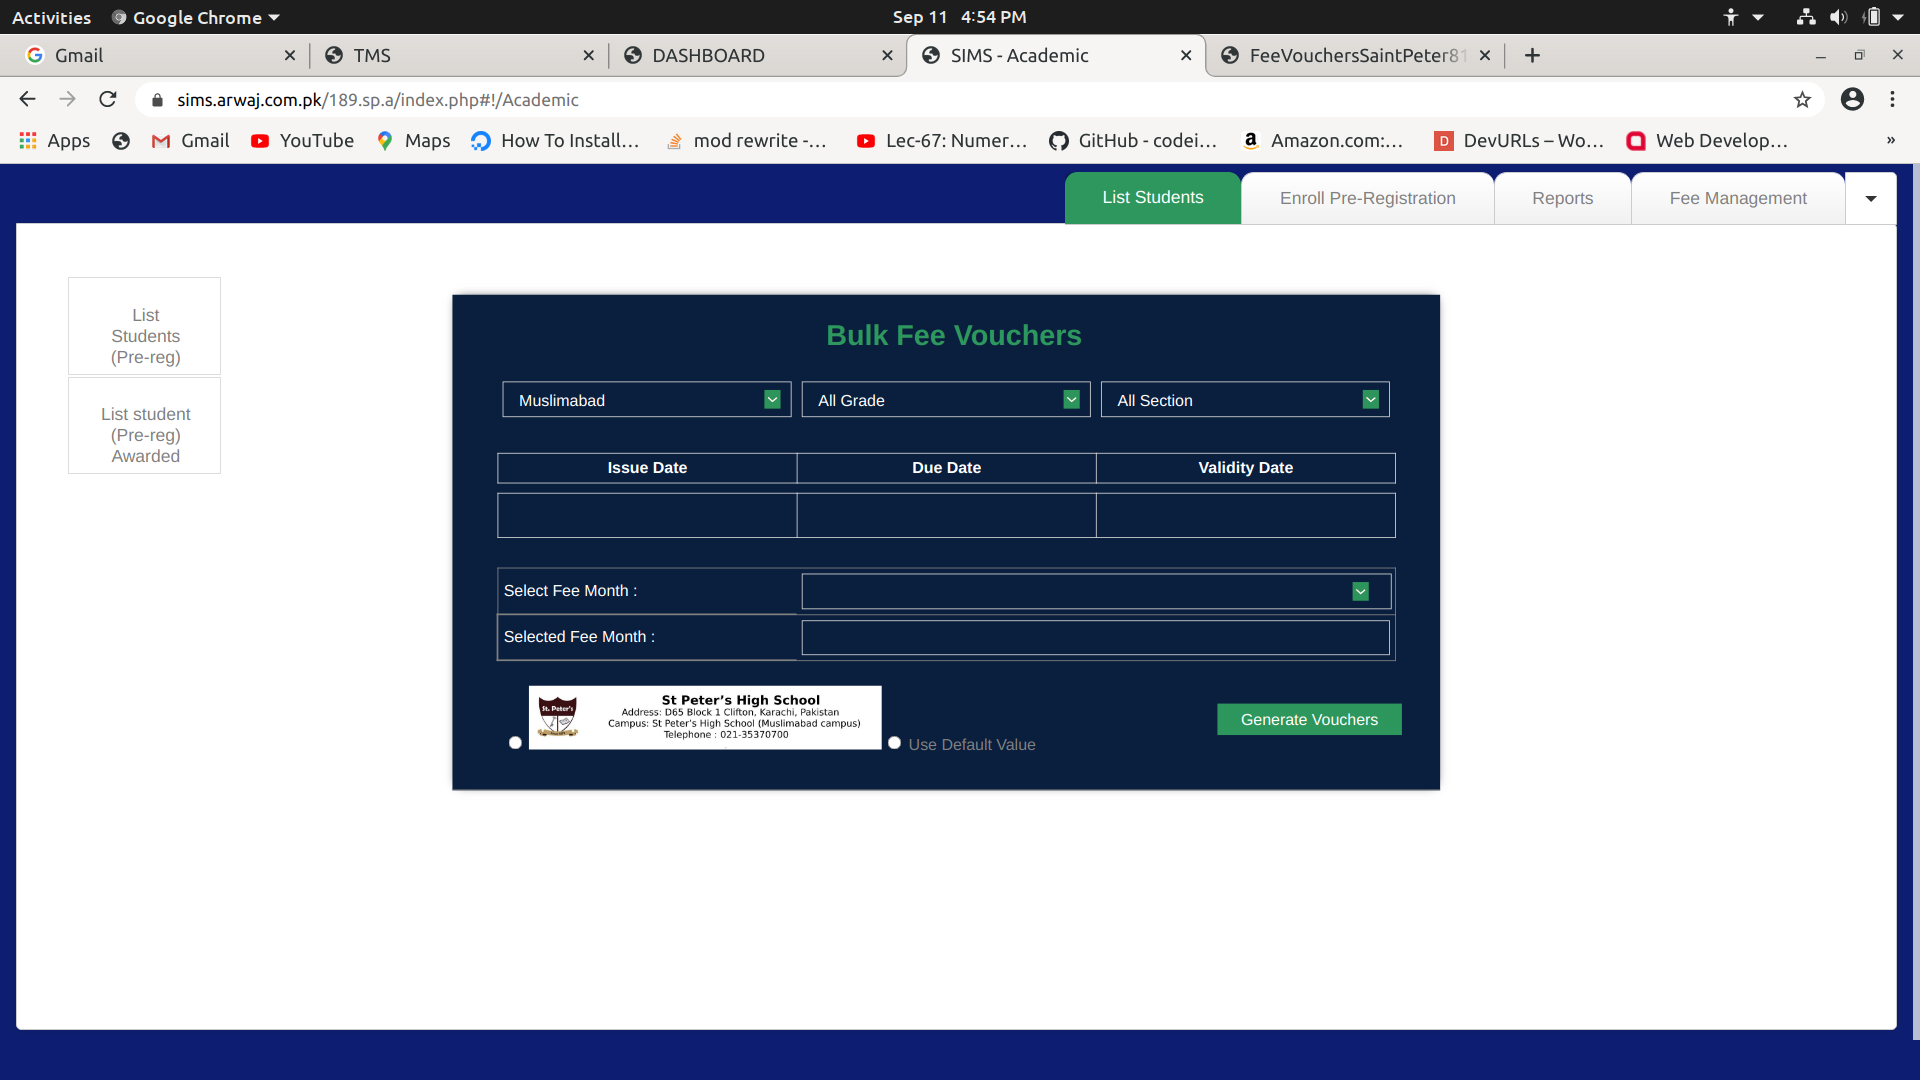 Activities Google Chrome Sep 11 4:54 PM
Gmail TMS DASHBOARD SIMS - Academic FeeVouchersSaintPeter81
sims.arwaj.com.pk/189.sp.a/index.php#!/Academic
Apps Gmail YouTube Maps How To Install… mod rewrite -… Lec-67: Numer… GitHub - codei… Amazon.com:… DevURLs – Wo… Web Develop… »
List Students Enroll Pre-Registration Reports Fee Management
List
Students
(Pre-reg)
List student
(Pre-reg)
Awarded
Bulk Fee Vouchers
Muslimabad All Grade All Section
Issue Date Due Date Validity Date
Select Fee Month :
Selected Fee Month :
St. Peter's
St Peter's High School
Address: D65 Block 1 Clifton, Karachi, Pakistan
Campus: St Peter's High School (Muslimabad campus)
Telephone : 021-35370700
Use Default Value
Generate Vouchers